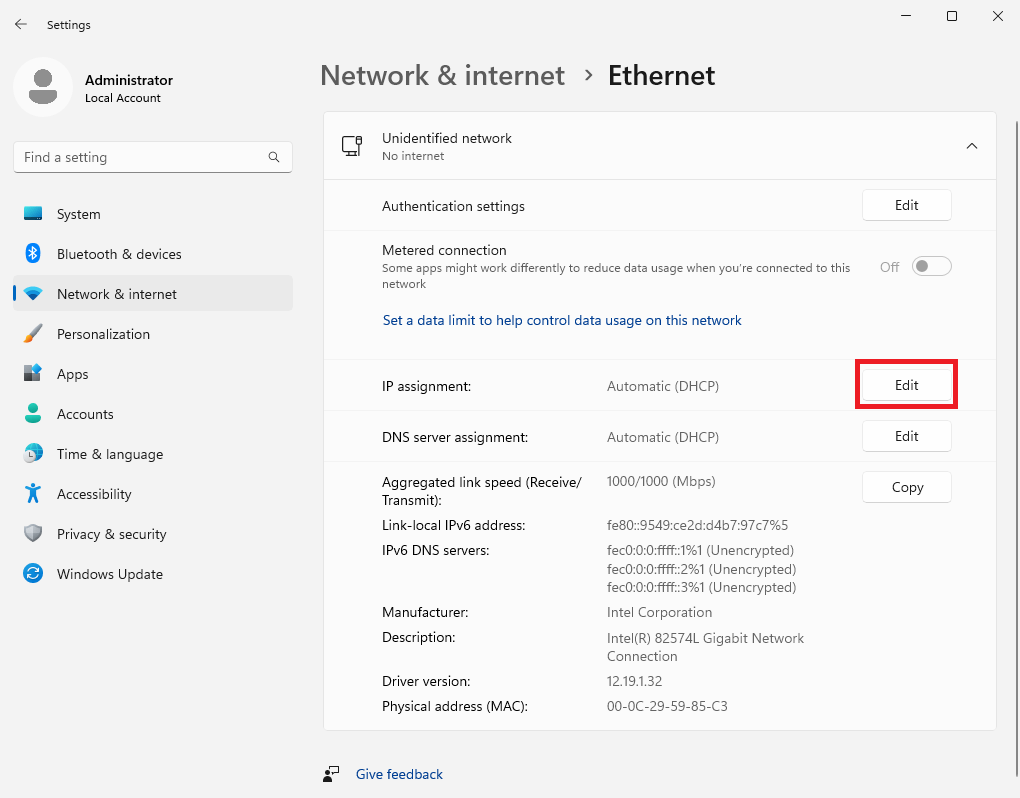 Settings
Administrator
Local Account
Find a setting
System
Bluetooth & devices
Network & internet
Personalization
Apps
Accounts
Time & language
Accessibility
Privacy & security
Windows Update
Network & internet › Ethernet
Unidentified network
No internet
Authentication settings Edit
Metered connection
Some apps might work differently to reduce data usage when you're connected to this
network
Off
Set a data limit to help control data usage on this network
IP assignment: Automatic (DHCP) Edit
DNS server assignment: Automatic (DHCP) Edit
Aggregated link speed (Receive/ 1000/1000 (Mbps) Copy
Transmit):
Link-local IPv6 address: fe80::9549:ce2d:d4b7:97c7%5
IPv6 DNS servers: fec0:0:0:ffff::1%1 (Unencrypted)
fec0:0:0:ffff::2%1 (Unencrypted)
fec0:0:0:ffff::3%1 (Unencrypted)
Manufacturer: Intel Corporation
Description: Intel(R) 82574L Gigabit Network
Connection
Driver version: 12.19.1.32
Physical address (MAC): 00-0C-29-59-85-C3
Give feedback